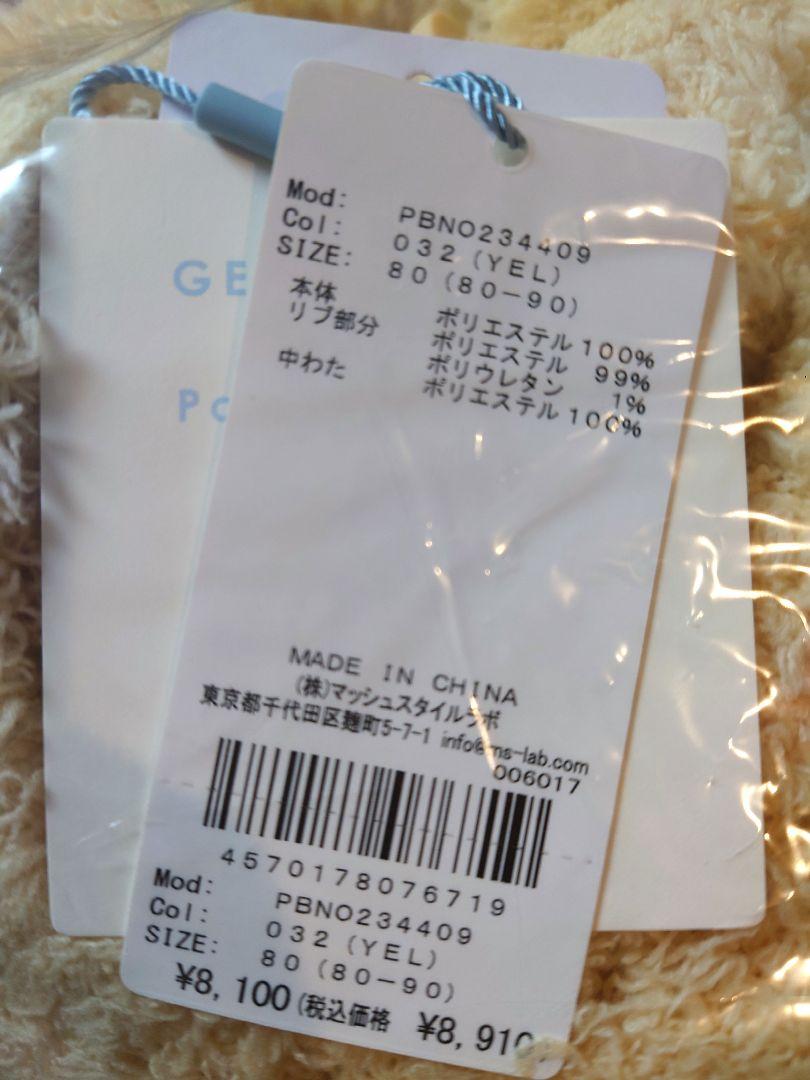 GE
PO
Mod: PBNO234409
Col: 032 (YEL)
SIZE: 80 (80-90)
本体 ポリエステル 100%
リブ部分 ポリエステル 99%
ポリウレタン 1%
中わた ポリエステル 100%
MADE IN CHINA
(株)マッシュスタイルラボ
東京都千代田区麹町5-7-1 info@ms-lab.com
006017
4570178076719
Mod: PBNO234409
Col: 032 (YEL)
SIZE: 80 (80-90)
¥8,100(税込価格 ¥8,910